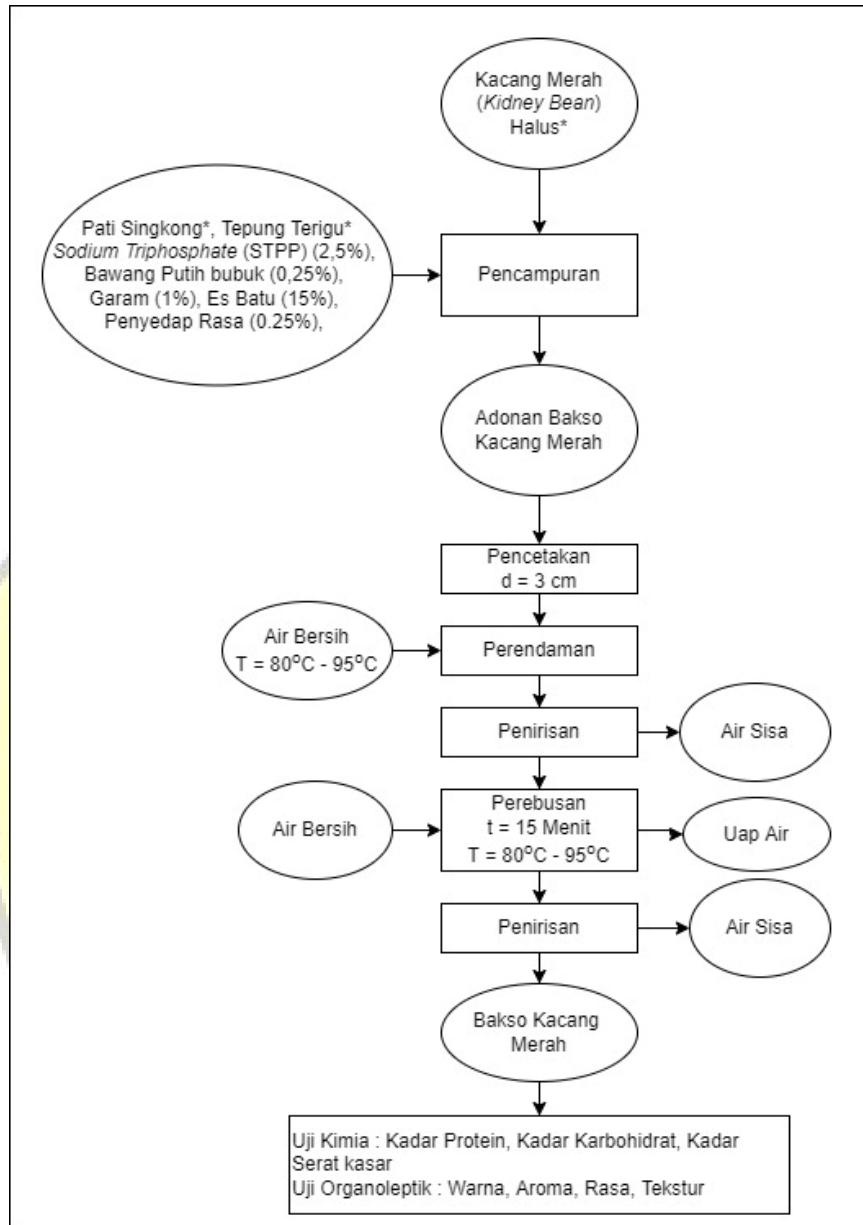 Kacang Merah
(Kidney Bean)
Halus*
Pati Singkong*, Tepung Terigu*
Sodium Triphosphate (STPP) (2,5%),
Bawang Putih bubuk (0,25%),
Garam (1%), Es Batu (15%),
Penyedap Rasa (0.25%),
Pencampuran
Adonan Bakso
Kacang Merah
Pencetakan
d = 3 cm
Air Bersih
T = 80°C - 95°C
Perendaman
Penirisan
Air Sisa
Air Bersih
Perebusan
t = 15 Menit
T = 80°C - 95°C
Uap Air
Penirisan
Air Sisa
Bakso Kacang
Merah
Uji Kimia : Kadar Protein, Kadar Karbohidrat, Kadar
Serat kasar
Uji Organoleptik : Warna, Aroma, Rasa, Tekstur